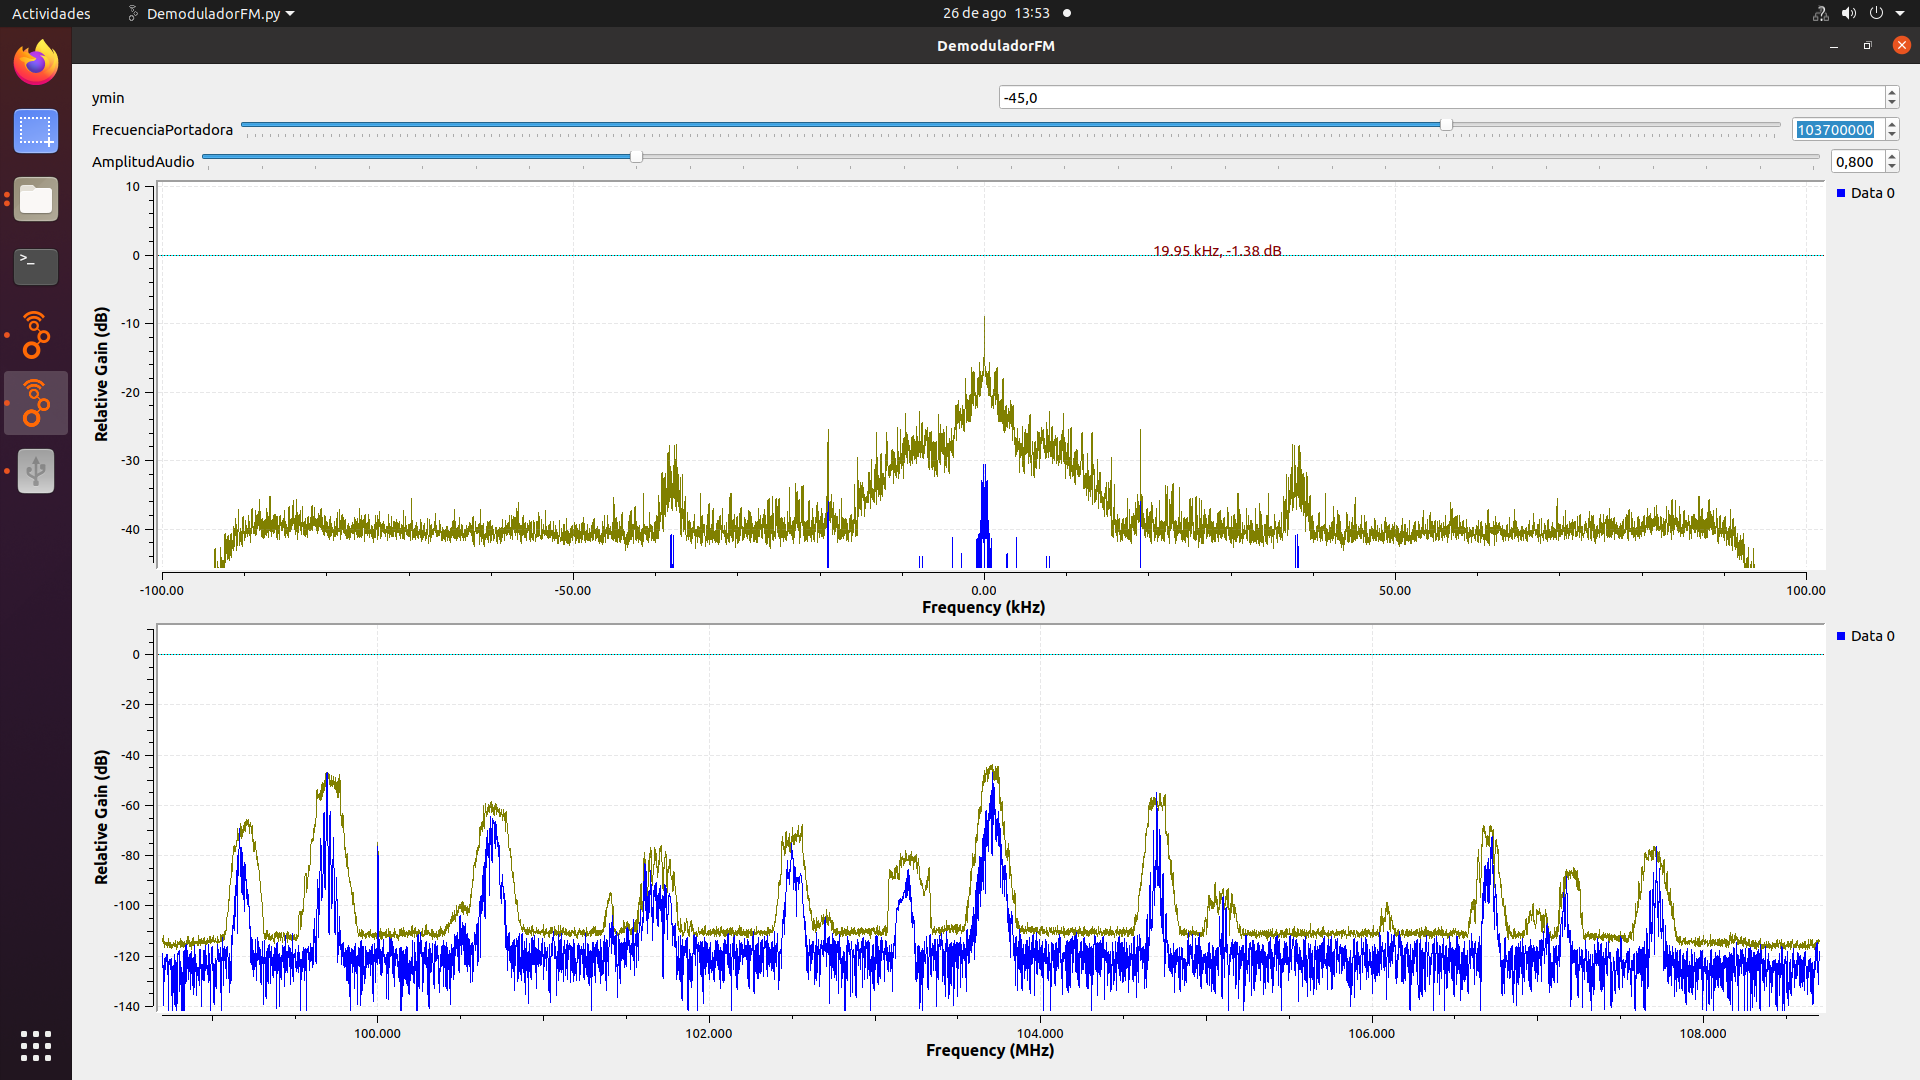 Actividades DemoduladorFM.py 26 de ago 13:53
DemoduladorFM
ymin -45,0
FrecuenciaPortadora 103700000
AmplitudAudio 0,800
10
0
-10
-20
-30
-40
Relative Gain (dB)
19.95 kHz, -1.38 dB
Data 0
-100.00 -50.00 0.00 50.00 100.00
Frequency (kHz)
0
-20
-40
-60
-80
-100
-120
-140
Relative Gain (dB)
Data 0
100.000 102.000 104.000 106.000 108.000
Frequency (MHz)